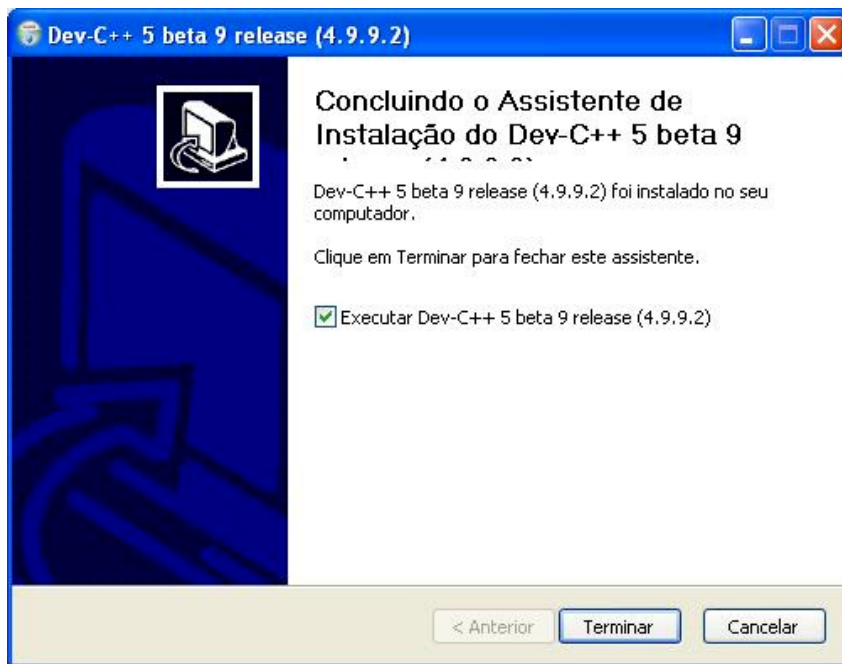 Dev-C++ 5 beta 9 release (4.9.9.2)
Concluindo o Assistente de
Instalação do Dev-C++ 5 beta 9
Dev-C++ 5 beta 9 release (4.9.9.2) foi instalado no seu
computador.
Clique em Terminar para fechar este assistente.
Executar Dev-C++ 5 beta 9 release (4.9.9.2)
< Anterior
Terminar
Cancelar